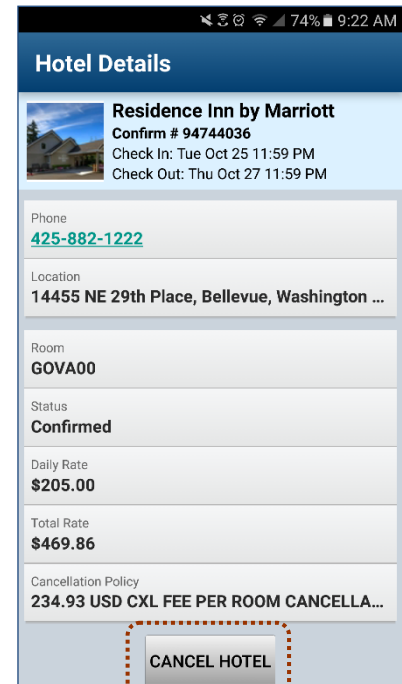 74% 9:22 AM
Hotel Details
Residence Inn by Marriott
Confirm # 94744036
Check In: Tue Oct 25 11:59 PM
Check Out: Thu Oct 27 11:59 PM
Phone
425-882-1222
Location
14455 NE 29th Place, Bellevue, Washington ...
Room
GOVA00
Status
Confirmed
Daily Rate
$205.00
Total Rate
$469.86
Cancellation Policy
234.93 USD CXL FEE PER ROOM CANCELLA...
CANCEL HOTEL